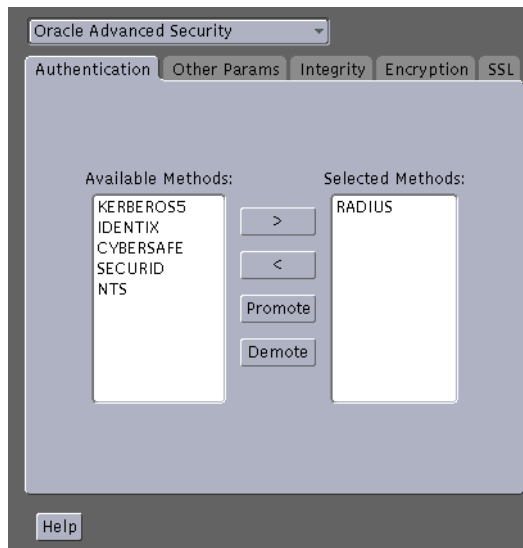 Oracle Advanced Security
Authentication Other Params Integrity Encryption SSL
Available Methods: Selected Methods:
KERBEROS5
IDENTIX
CYBERSAFE
SECURID
NTS
>
<
Promote
Demote
RADIUS
Help